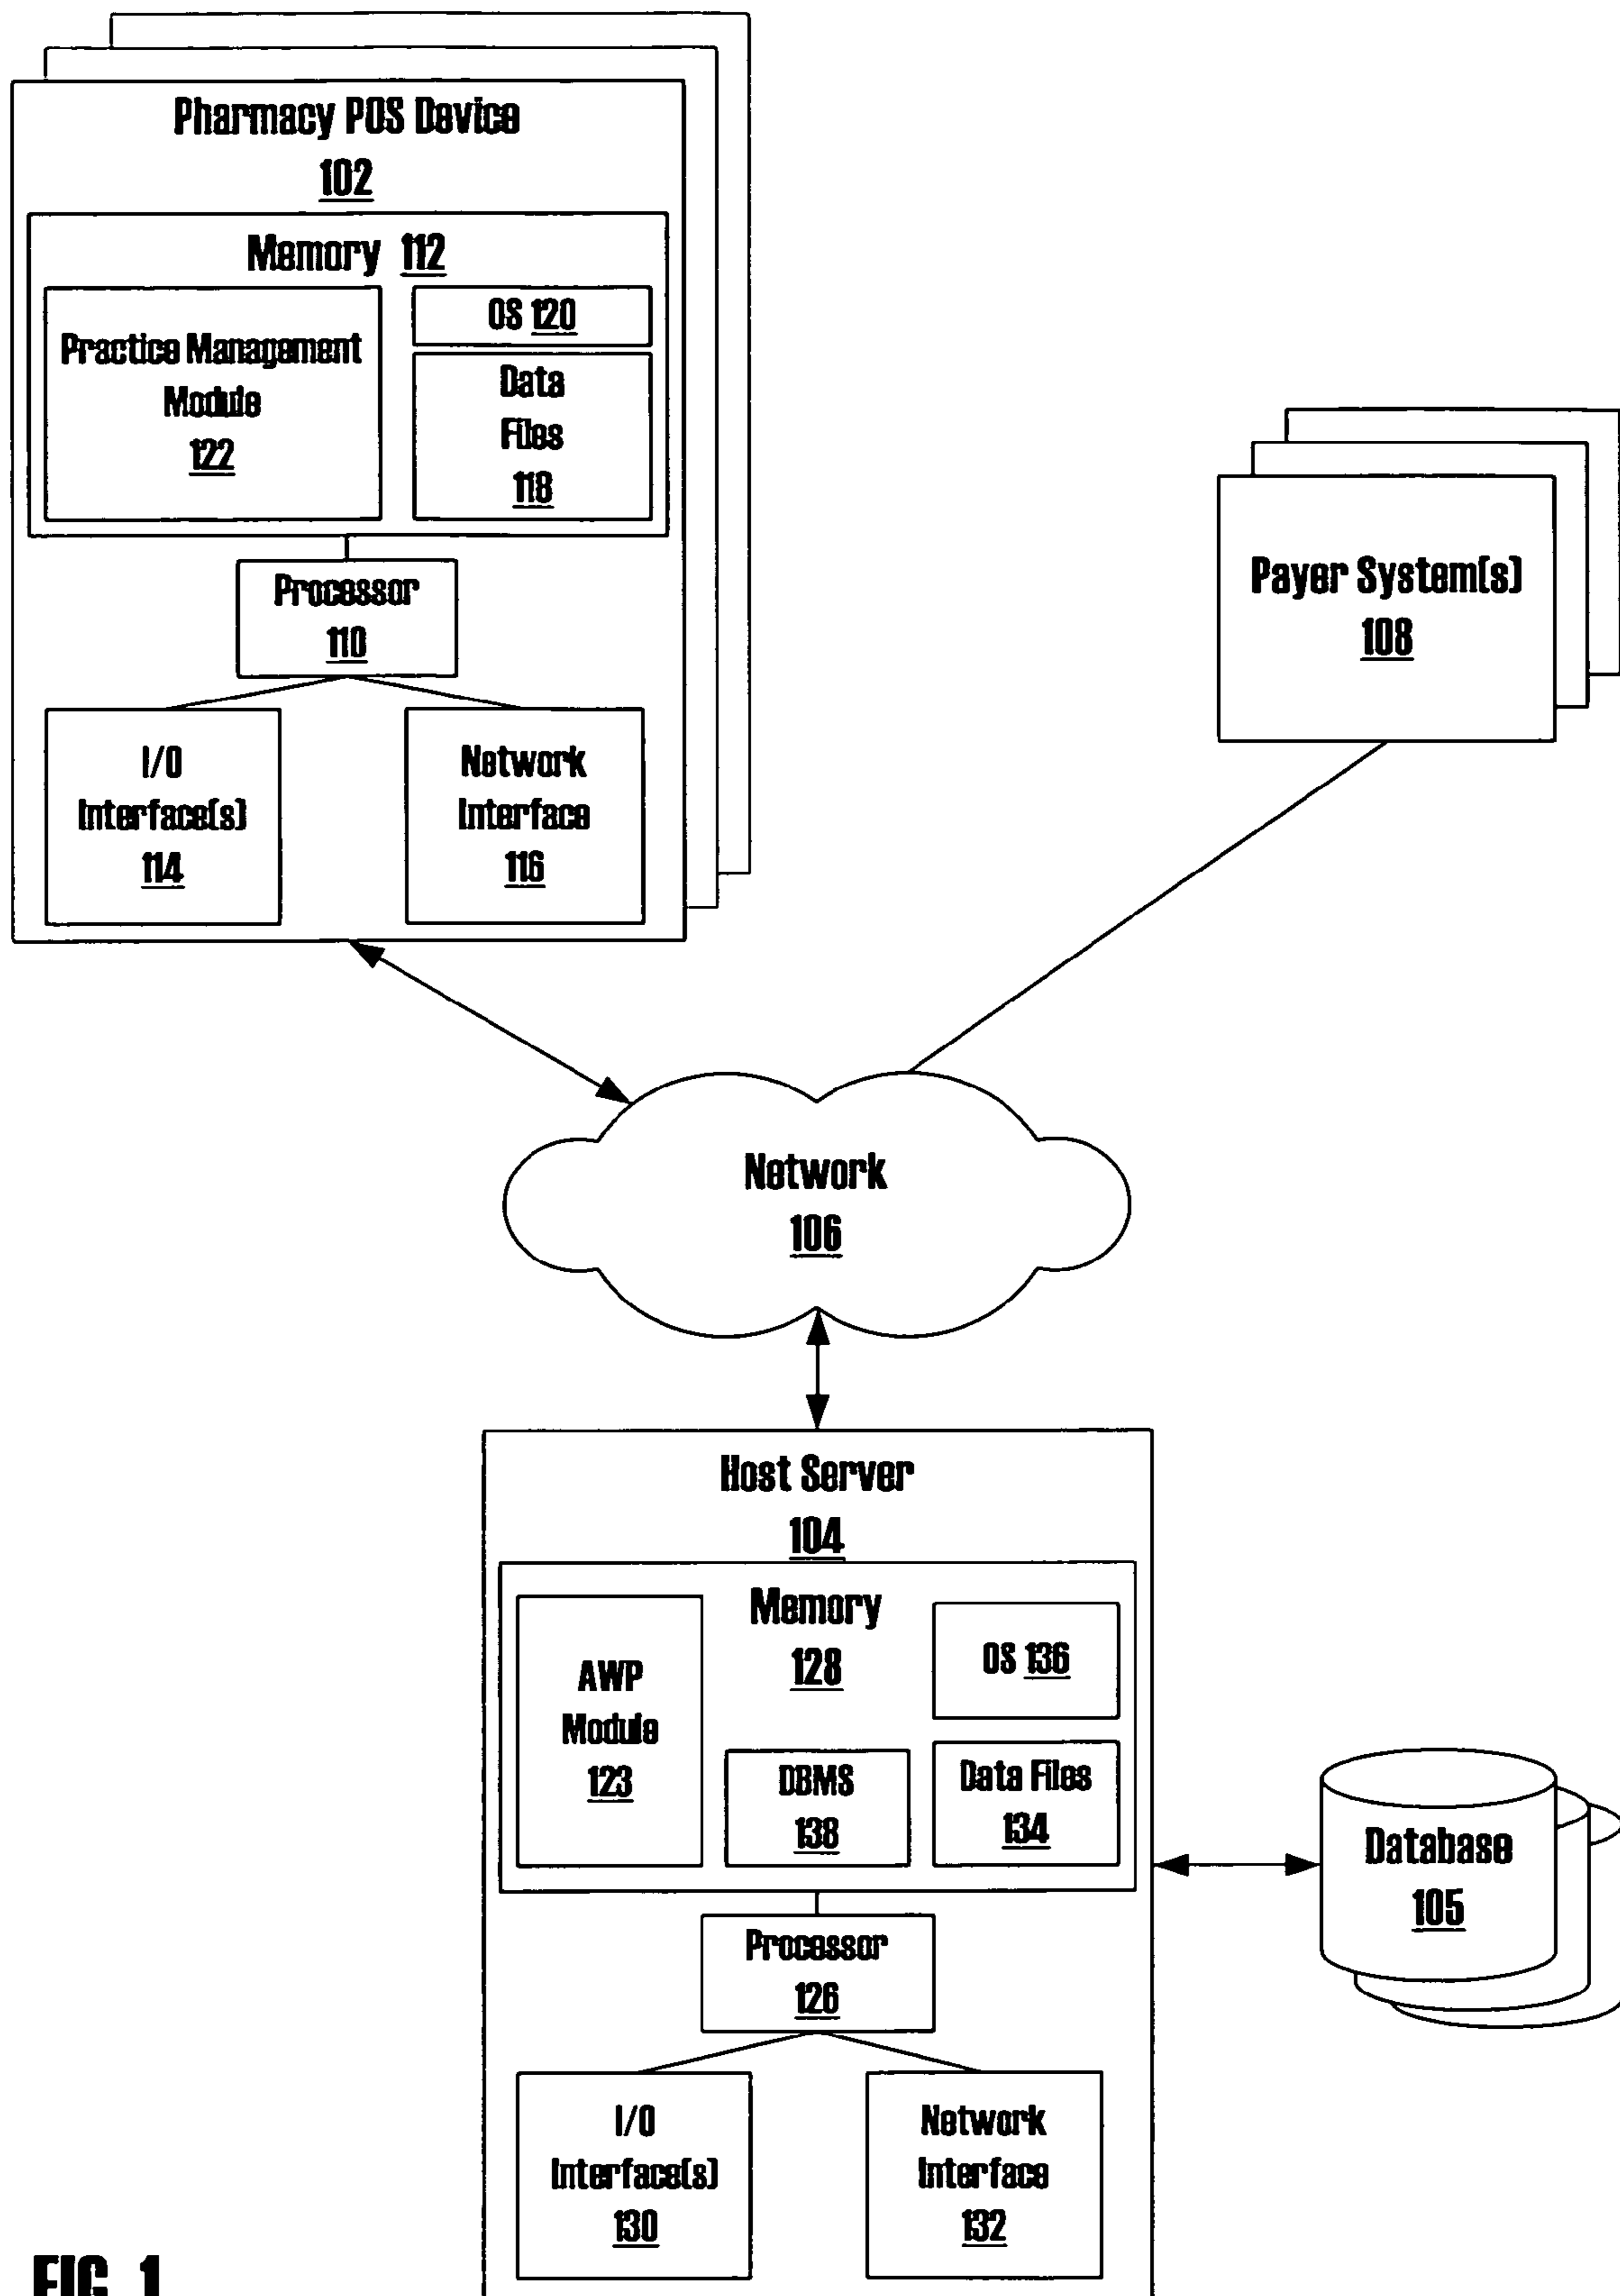 Pharmacy POS Device
102
Memory 112
Practice Management
Module
122
OS 120
Data
Files
118
Processor
110
I/O
Interface(s)
114
Network
Interface
116
Payer System(s)
108
Network
106
Host Server
104
Memory
128
AWP
Module
123
DBMS
138
OS 136
Data Files
134
Processor
126
I/O
Interface(s)
130
Network
Interface
132
Database
105
FIG. 1